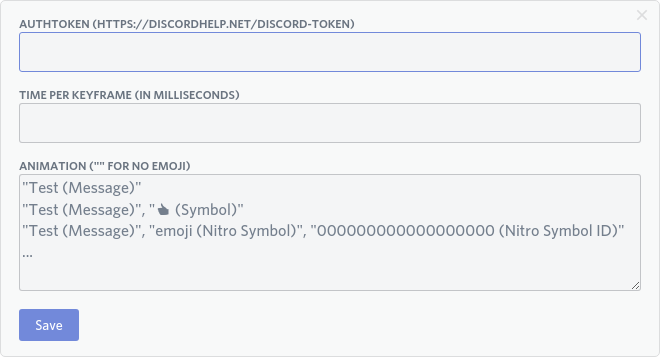 AUTHTOKEN (HTTPS://DISCORDHELP.NET/DISCORD-TOKEN)
TIME PER KEYFRAME (IN MILLISECONDS)
ANIMATION ("" FOR NO EMOJI)
"Test (Message)"
"Test (Message)", "👍 (Symbol)"
"Test (Message)", "emoji (Nitro Symbol)", "000000000000000000 (Nitro Symbol ID)"
...
Save